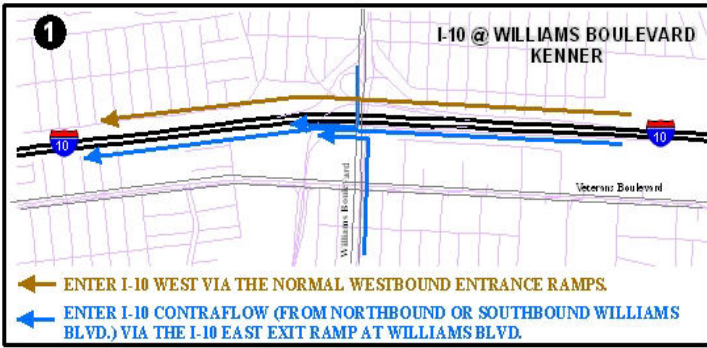 1
I-10 @ WILLIAMS BOULEVARD
KENNER
10
10
Veterans Boulevard
Williams Boulevard
ENTER I-10 WEST VIA THE NORMAL WESTBOUND ENTRANCE RAMPS.
ENTER I-10 CONTRAFLOW (FROM NORTHBOUND OR SOUTHBOUND WILLIAMS
BLVD.) VIA THE I-10 EAST EXIT RAMP AT WILLIAMS BLVD.